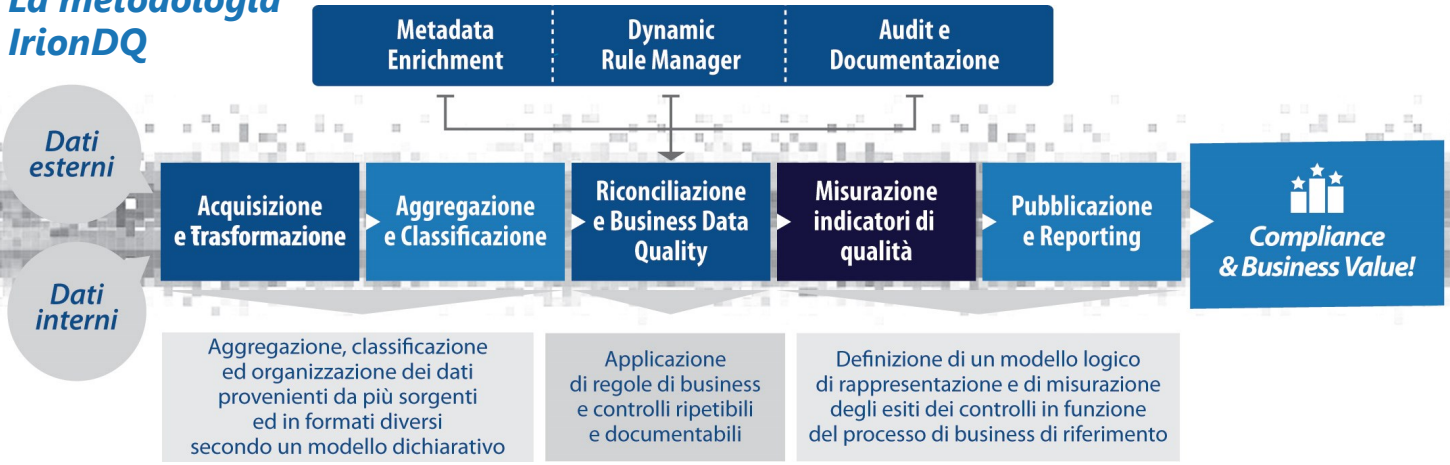 La metodologia
IrionDQ
Metadata
Enrichment
Dynamic
Rule Manager
Audit e
Documentazione
Dati
esterni
Dati
interni
Acquisizione
e Trasformazione
Aggregazione
e Classificazione
Riconciliazione
e Business Data
Quality
Misurazione
indicatori di
qualità
Pubblicazione
e Reporting
Compliance
& Business Value!
Aggregazione, classificazione
ed organizzazione dei dati
provenienti da più sorgenti
ed in formati diversi
secondo un modello dichiarativo
Applicazione
di regole di business
e controlli ripetibili
e documentabili
Definizione di un modello logico
di rappresentazione e di misurazione
degli esiti dei controlli in funzione
del processo di business di riferimento